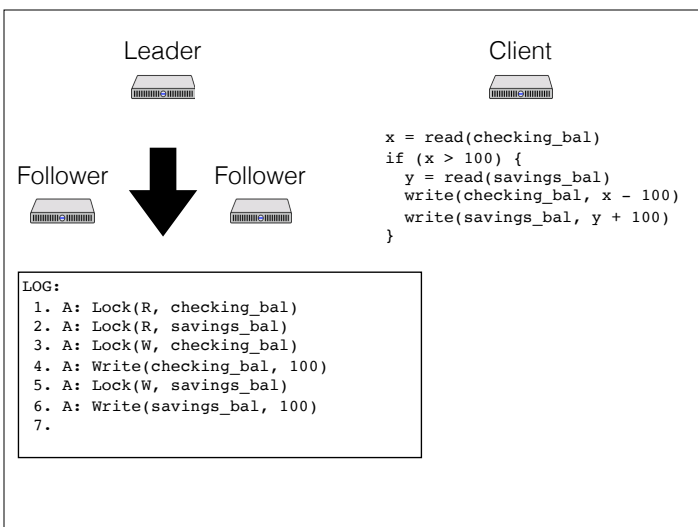 Leader
Client
x = read(checking_bal)
if (x > 100) {
y = read(savings_bal)
write(checking_bal, x - 100)
write(savings_bal, y + 100)
}
Follower
Follower
LOG:
1. A: Lock(R, checking_bal)
2. A: Lock(R, savings_bal)
3. A: Lock(W, checking_bal)
4. A: Write(checking_bal, 100)
5. A: Lock(W, savings_bal)
6. A: Write(savings_bal, 100)
7.